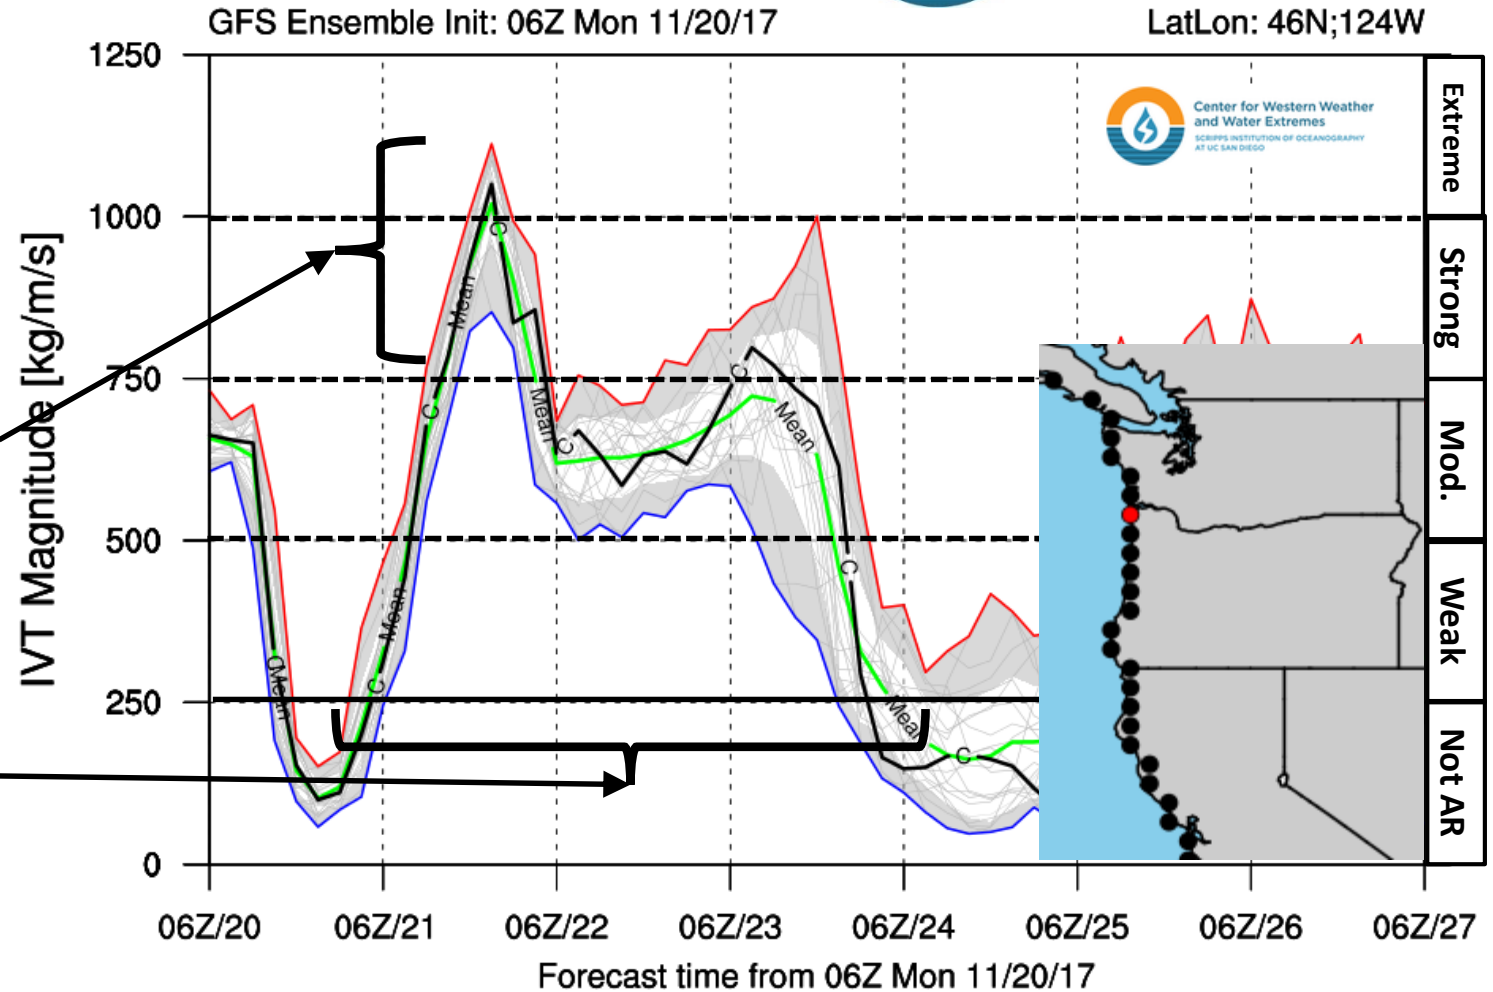 GFS Ensemble Init: 06Z Mon 11/20/17
LatLon: 46N;124W
1250
1000
750
500
250
0
IVT Magnitude [kg/m/s]
Center for Western Weather
and Water Extremes
SCRIPPS INSTITUTION OF OCEANOGRAPHY
AT UC SAN DIEGO
Extreme
Strong
Mod.
Weak
Not AR
C
Mean
C
Mean
C
Mean
C
Mean
C
C
Mean
C
Mean
C
06Z/20
06Z/21
06Z/22
06Z/23
06Z/24
06Z/25
06Z/26
06Z/27
Forecast time from 06Z Mon 11/20/17